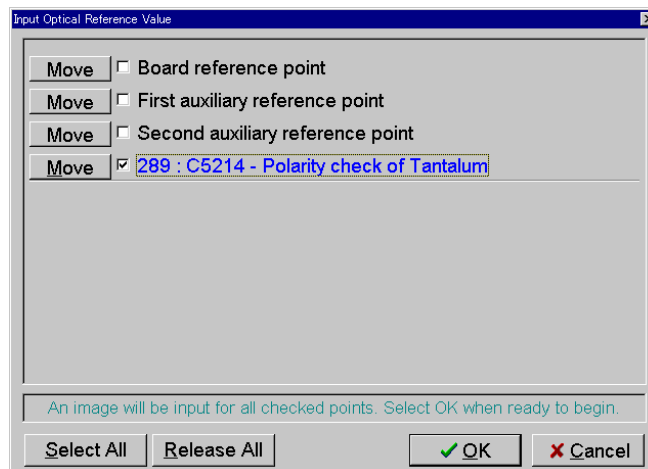 Input Optical Reference Value
Move Board reference point
Move First auxiliary reference point
Move Second auxiliary reference point
Move 289 : C5214 - Polarity check of Tantalum
An image will be input for all checked points. Select OK when ready to begin.
Select All Release All OK Cancel